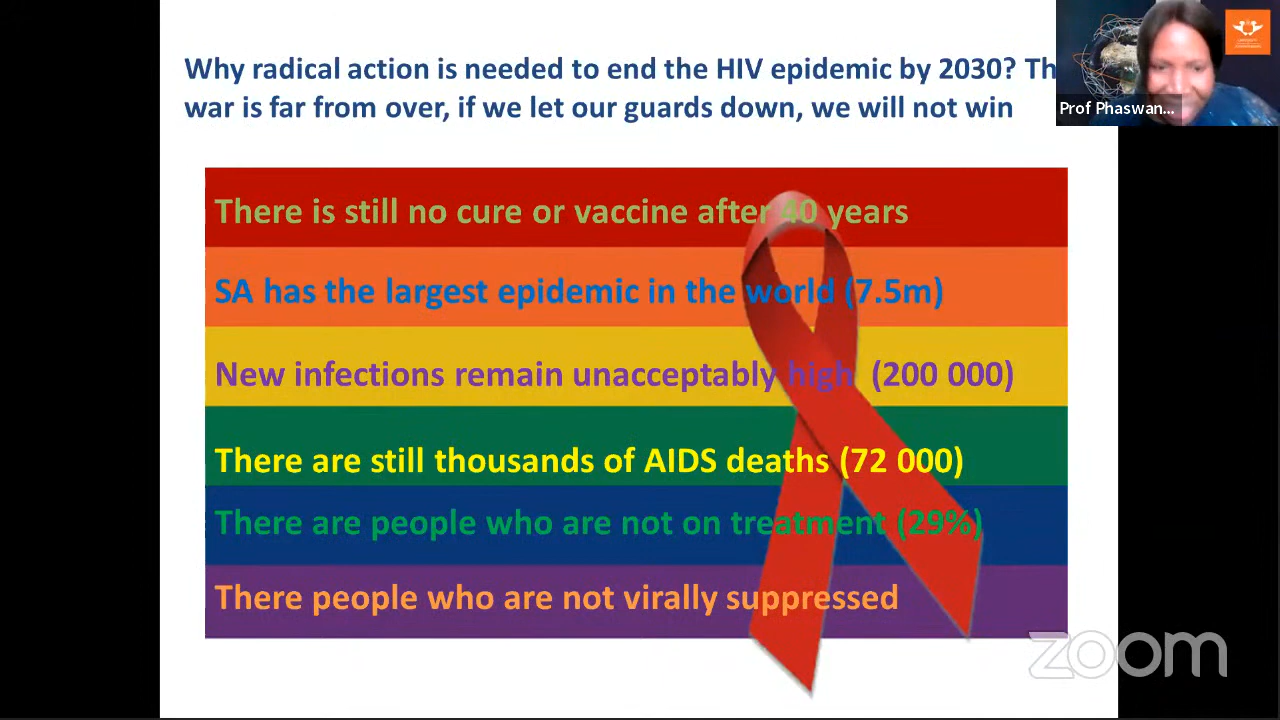 Why radical action is needed to end the HIV epidemic by 2030? Th
war is far from over, if we let our guards down, we will not win
Prof Phaswan...
There is still no cure or vaccine after 40 years
SA has the largest epidemic in the world (7.5m)
New infections remain unacceptably high (200 000)
There are still thousands of AIDS deaths (72 000)
There are people who are not on treatment (29%)
There people who are not virally suppressed
zoom